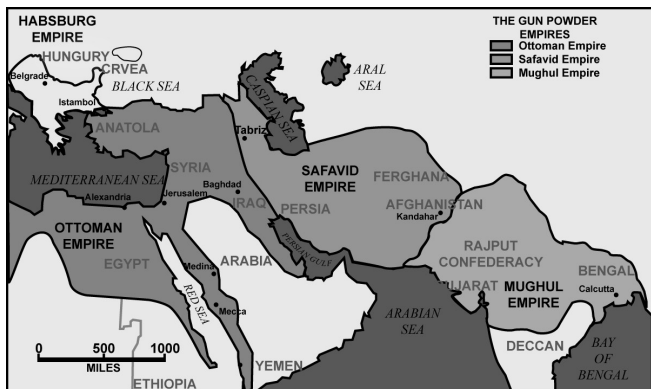 HABSBURG
EMPIRE
THE GUN POWDER
EMPIRES
Ottoman Empire
Safavid Empire
Mughul Empire
HUNGURY
CRVEA
Belgrade
BLACK SEA
Istambol
ARAL
SEA
CASPIAN SEA
ANATOLA
Tabriz
SYRIA
SAFAVID
EMPIRE
FERGHANA
MEDITERRANEAN SEA
Baghdad
Alexandria
Jerusalem
IRAQ
PERSIA
AFGHANISTAN
Kandahar
OTTOMAN
EMPIRE
PERSIAN GULF
RAJPUT
CONFEDERACY
EGYPT
Medina
ARABIA
BENGAL
UJARAT
MUGHUL
EMPIRE
Calcutta
RED SEA
Mecca
ARABIAN
SEA
0 500 1000
MILES
DECCAN
BAY
OF
BENGAL
YEMEN
ETHIOPIA